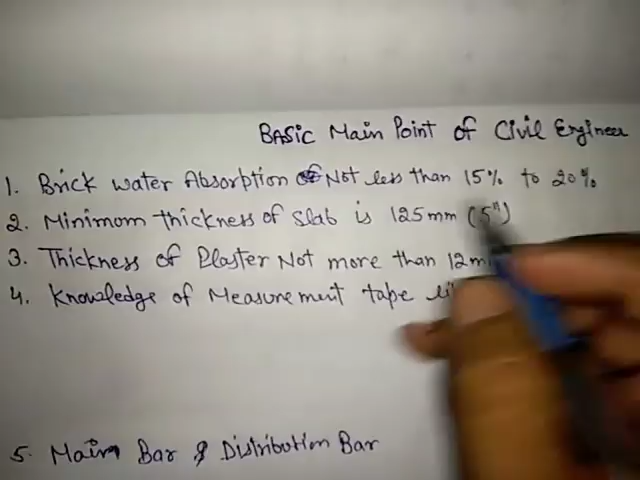 BASIC Main Point of Civil Engineer
1. Brick water Absorption Not less than 15% to 20%
2. Minimom thickness of slab is 125mm (5")
3. Thickness of Plaster Not more than 12m
4. Knowledge of Measurement tape
5. Main Bar & Distribution Bar